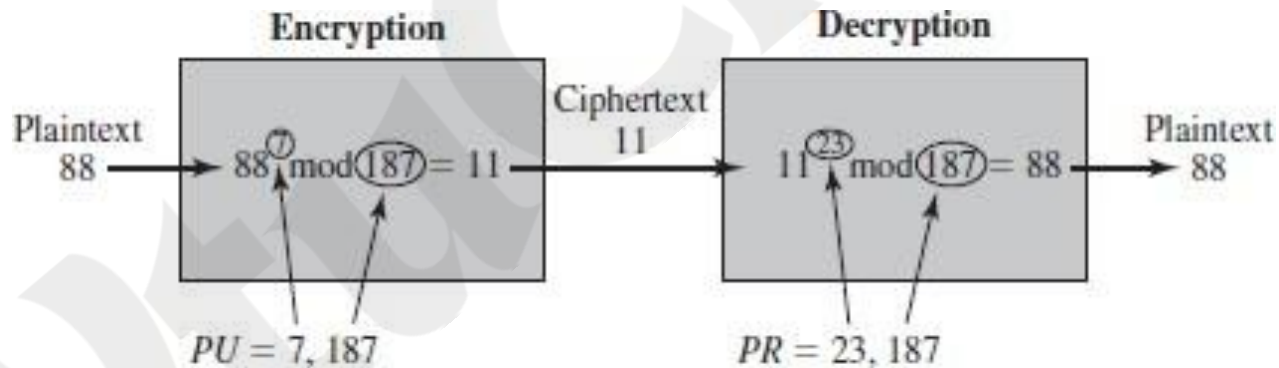 Encryption
Decryption
Plaintext
88
88^7 mod 187 = 11
Ciphertext
11
11^23 mod 187 = 88
Plaintext
88
PU = 7, 187
PR = 23, 187